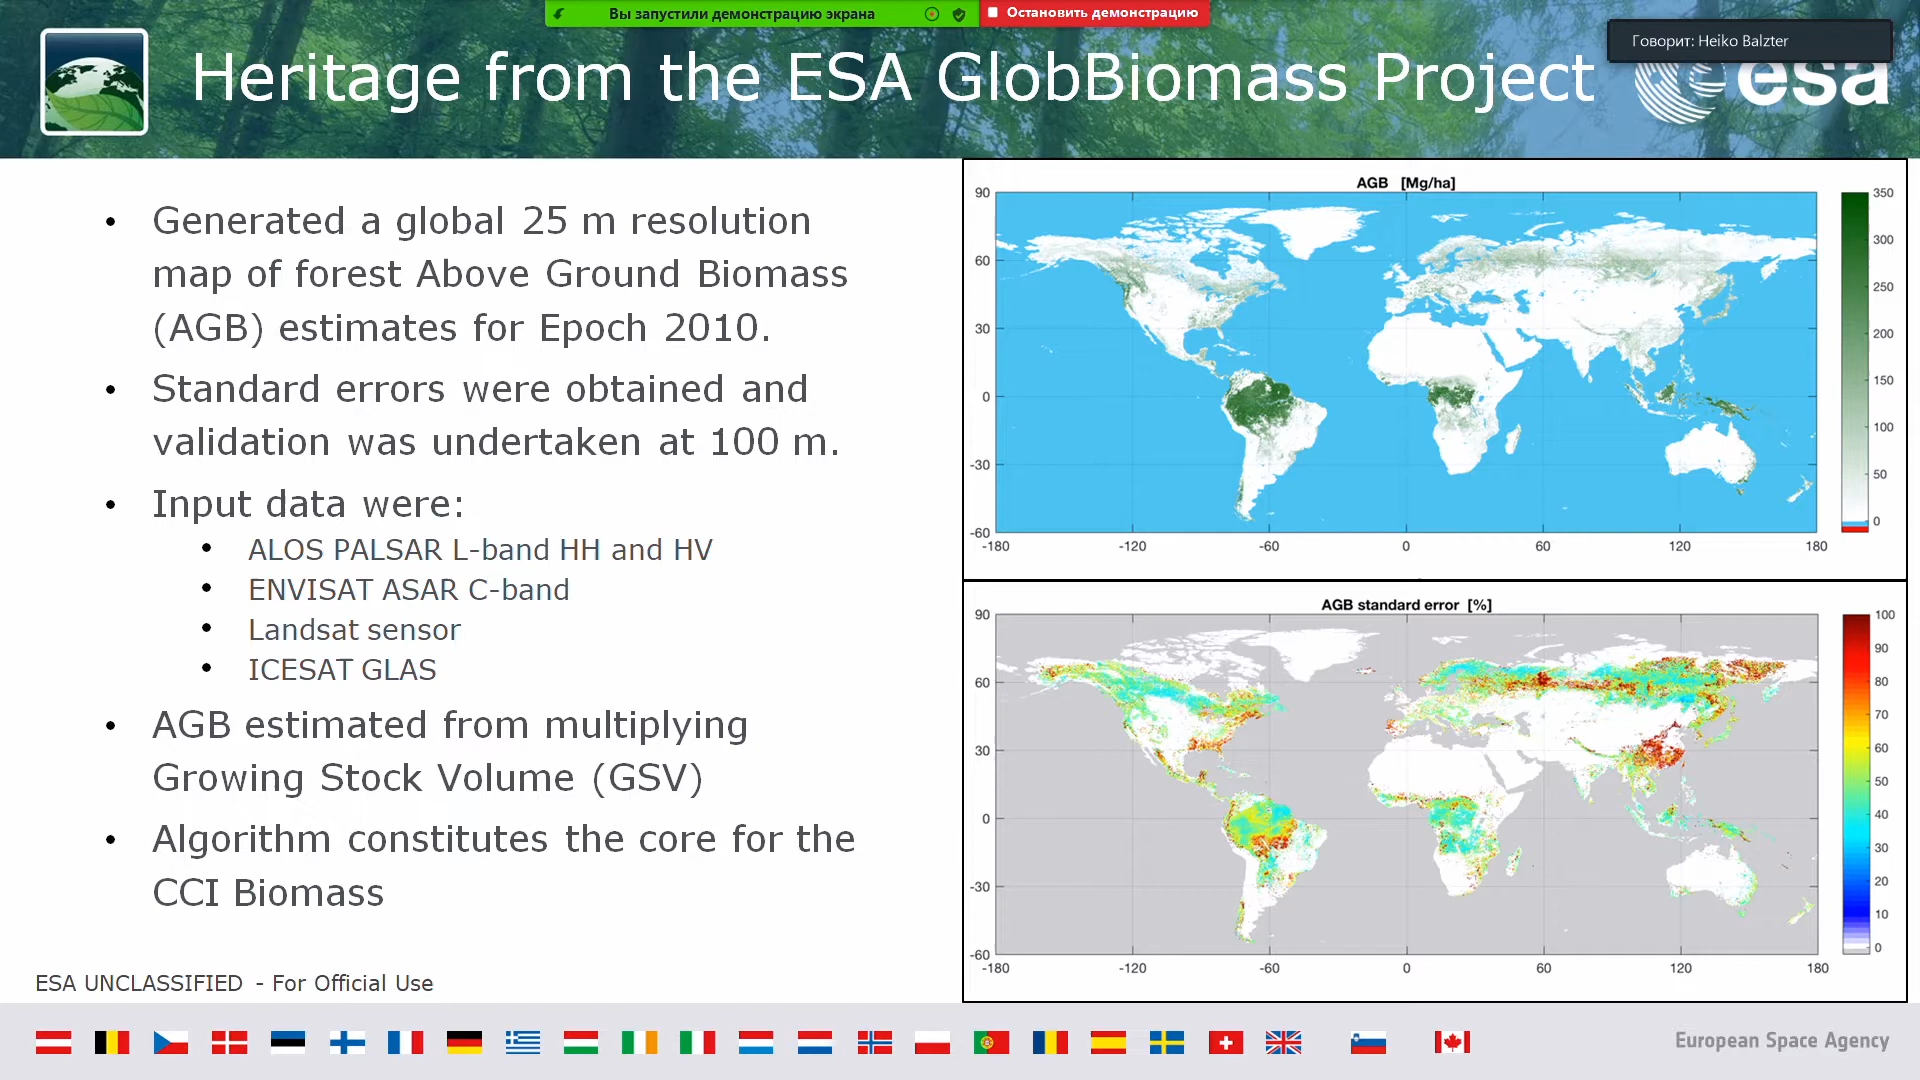 Вы запустили демонстрацию экрана
Остановить демонстрацию
Говорит: Heiko Balzter
Heritage from the ESA GlobBiomass Project
esa
• Generated a global 25 m resolution
map of forest Above Ground Biomass
(AGB) estimates for Epoch 2010.
• Standard errors were obtained and
validation was undertaken at 100 m.
• Input data were:
• ALOS PALSAR L-band HH and HV
• ENVISAT ASAR C-band
• Landsat sensor
• ICESAT GLAS
• AGB estimated from multiplying
Growing Stock Volume (GSV)
• Algorithm constitutes the core for the
CCI Biomass
AGB [Mg/ha]
90
60
30
0
-30
-60
-180 -120 -60 0 60 120 180
350
300
250
200
150
100
50
0
AGB standard error [%]
90
60
30
0
-30
-60
-180 -120 -60 0 60 120 180
100
90
80
70
60
50
40
30
20
10
0
ESA UNCLASSIFIED - For Official Use
European Space Agency